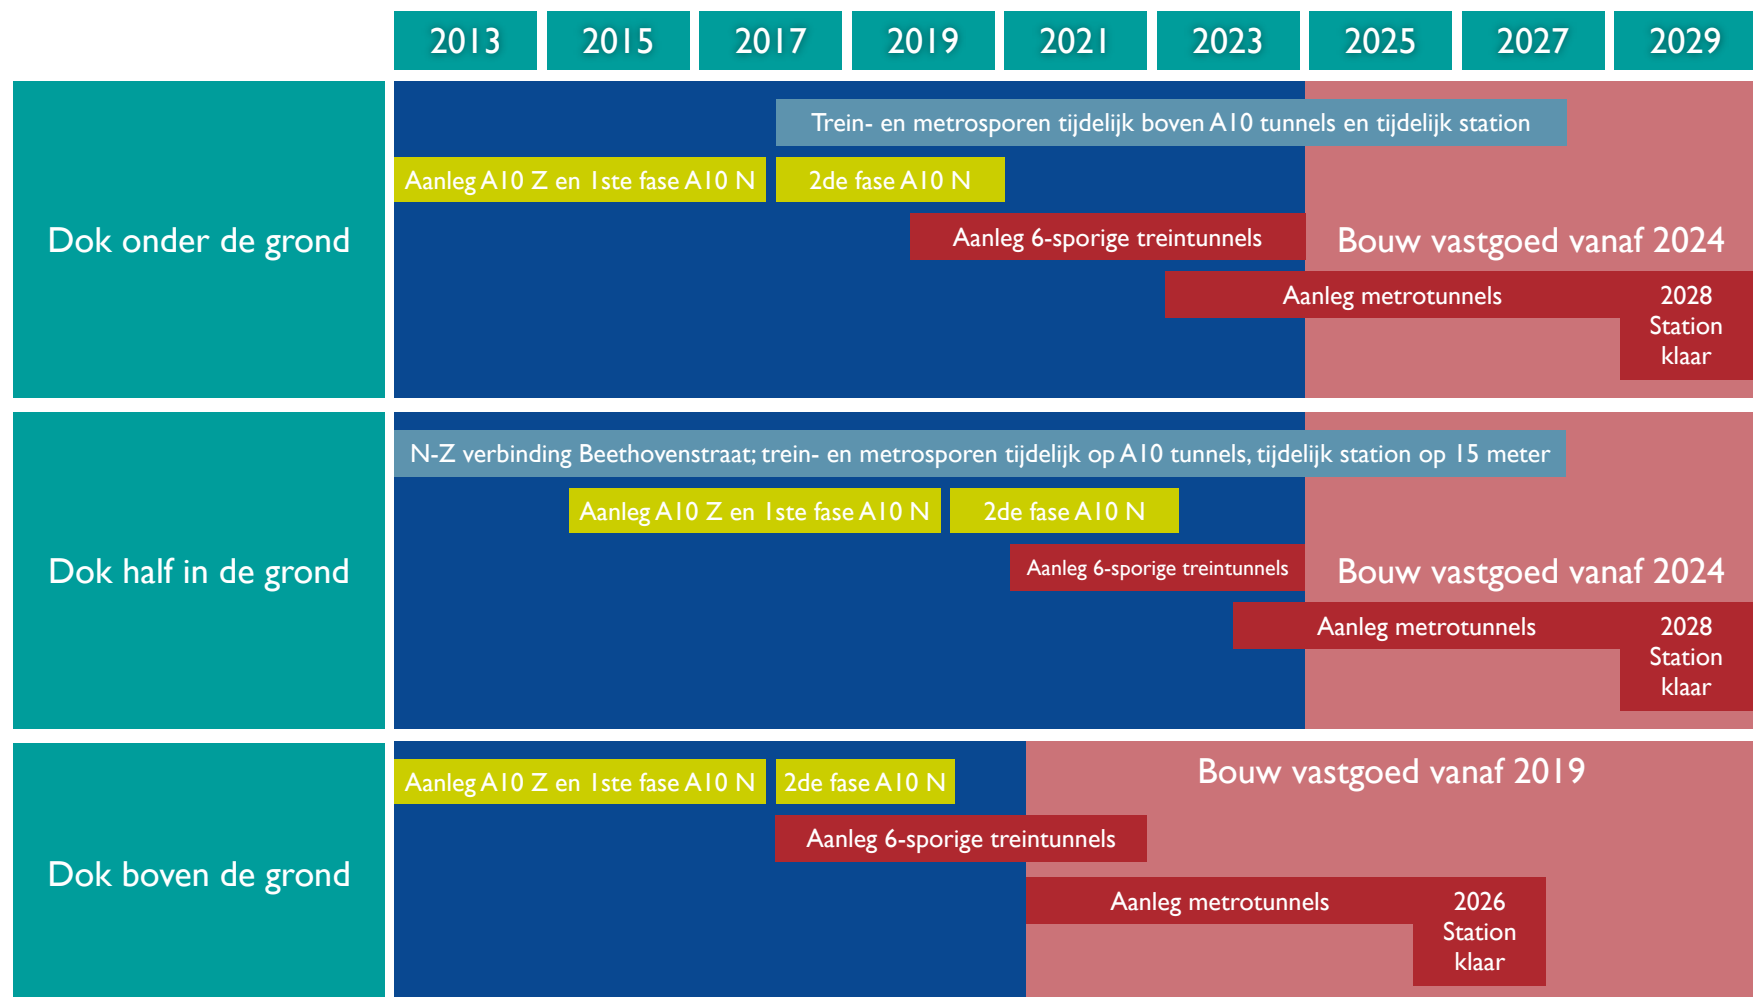 2013 2015 2017 2019 2021 2023 2025 2027 2029
Dok onder de grond
Trein- en metrosporen tijdelijk boven A10 tunnels en tijdelijk station
Aanleg A10 Z en 1ste fase A10 N
2de fase A10 N
Aanleg 6-sporige treintunnels
Bouw vastgoed vanaf 2024
Aanleg metrotunnels
2028
Station
klaar
Dok half in de grond
N-Z verbinding Beethovenstraat; trein- en metrosporen tijdelijk op A10 tunnels, tijdelijk station op 15 meter
Aanleg A10 Z en 1ste fase A10 N
2de fase A10 N
Aanleg 6-sporige treintunnels
Bouw vastgoed vanaf 2024
Aanleg metrotunnels
2028
Station
klaar
Dok boven de grond
Aanleg A10 Z en 1ste fase A10 N
2de fase A10 N
Bouw vastgoed vanaf 2019
Aanleg 6-sporige treintunnels
Aanleg metrotunnels
2026
Station
klaar